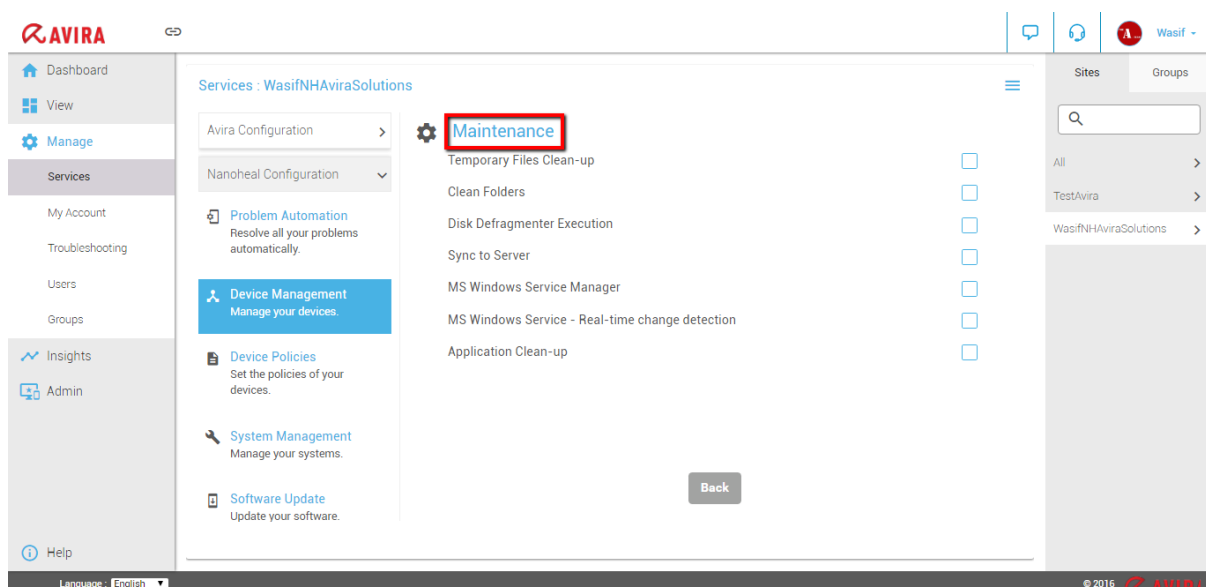 AVIRA
Wasif
Dashboard
View
Manage
Services
My Account
Troubleshooting
Users
Groups
Insights
Admin
Help
Services : WasifNHAviraSolutions
Avira Configuration
Nanoheal Configuration
Problem Automation
Resolve all your problems
automatically.
Device Management
Manage your devices.
Device Policies
Set the policies of your
devices.
System Management
Manage your systems.
Software Update
Update your software.
Maintenance
Temporary Files Clean-up
Clean Folders
Disk Defragmenter Execution
Sync to Server
MS Windows Service Manager
MS Windows Service - Real-time change detection
Application Clean-up
Back
Sites Groups
All
TestAvira
WasifNHAviraSolutions
Language : English
© 2016 AVIRA